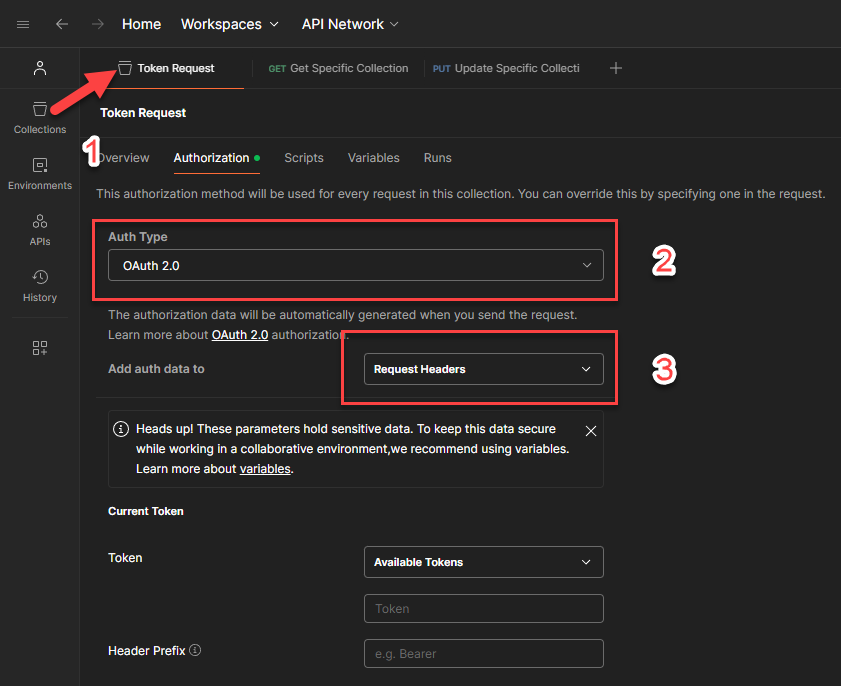 Home Workspaces API Network
Token Request GET Get Specific Collection PUT Update Specific Collecti
Collections
Environments
APIs
History
Token Request
1
Overview Authorization Scripts Variables Runs
This authorization method will be used for every request in this collection. You can override this by specifying one in the request.
Auth Type
OAuth 2.0
2
The authorization data will be automatically generated when you send the request.
Learn more about OAuth 2.0 authorization.
Add auth data to Request Headers
3
Heads up! These parameters hold sensitive data. To keep this data secure
while working in a collaborative environment,we recommend using variables.
Learn more about variables.
Current Token
Token Available Tokens
Token
Header Prefix e.g. Bearer